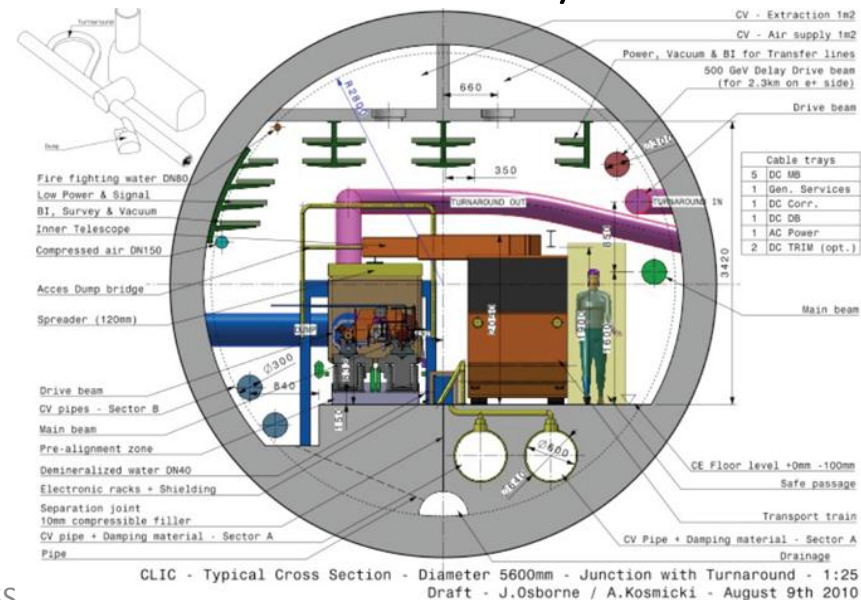 Turnaround
Dump
CV - Extraction 1m2
CV - Air supply 1m2
Power, Vacuum & BI for Transfer lines
500 GeV Delay Drive beam
(for 2.3km on e+ side)
Drive beam
660
R2800
Ø300
350
Cable trays
5 DC MB
1 Gen. Services
1 DC Corr.
1 DC DB
1 AC Power
2 DC TRIM (opt.)
Fire fighting water DN80
Low Power & Signal
BI, Survey & Vacuum
Inner Telescope
Compressed air DN150
Acces Dump bridge
Spreader (120mm)
TURNAROUND OUT
TURNAROUND IN
850
3420
Main beam
DUMP
Ø300
840
Drive beam
CV pipes - Sector B
Main beam
Pre-alignment zone
Demineralized water DN40
Electronic racks + Shielding
Separation joint
10mm compressible filler
CV pipe + Damping material - Sector A
Pipe
Ø600
CE Floor level +0mm -100mm
Safe passage
Transport train
CV Pipe + Damping material - Sector A
Drainage
CLIC - Typical Cross Section - Diameter 5600mm - Junction with Turnaround - 1:25
Draft - J.Osborne / A.Kosmicki - August 9th 2010